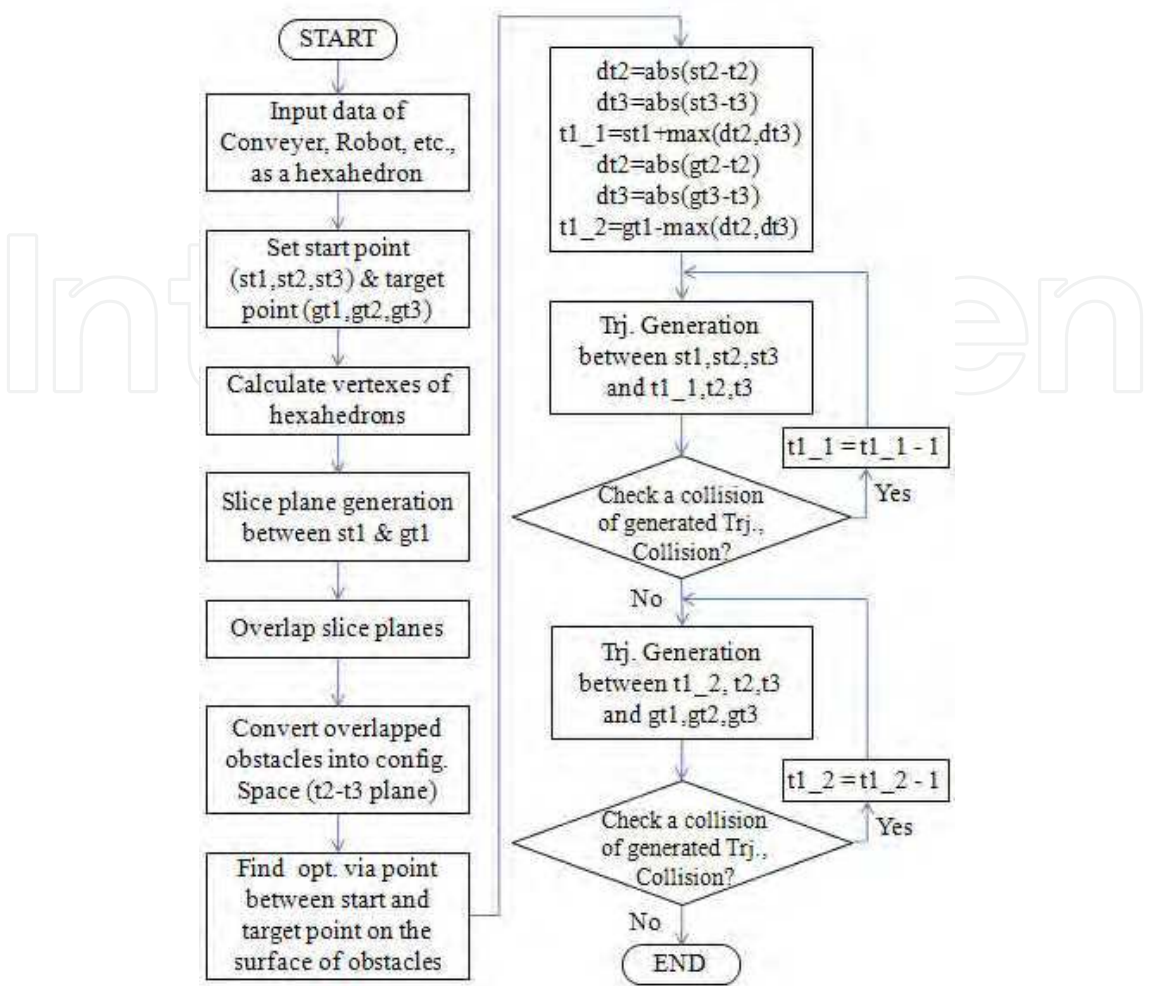 START
Input data of
Conveyer, Robot, etc.,
as a hexahedron
Set start point
(st1,st2,st3) & target
point (gt1,gt2,gt3)
Calculate vertexes of
hexahedrons
Slice plane generation
between st1 & gt1
Overlap slice planes
Convert overlapped
obstacles into config.
Space (t2-t3 plane)
Find opt. via point
between start and
target point on the
surface of obstacles
dt2=abs(st2-t2)
dt3=abs(st3-t3)
t1_1=st1+max(dt2,dt3)
dt2=abs(gt2-t2)
dt3=abs(gt3-t3)
t1_2=gt1-max(dt2,dt3)
Trj. Generation
between st1,st2,st3
and t1_1,t2,t3
t1_1 =t1_1 - 1
Check a collision
of generated Trj.,
Collision?
Yes
No
Trj. Generation
between t1_2, t2,t3
and gt1,gt2,gt3
t1_2 =t1_2 - 1
Check a collision
of generated Trj.,
Collision?
Yes
No
END